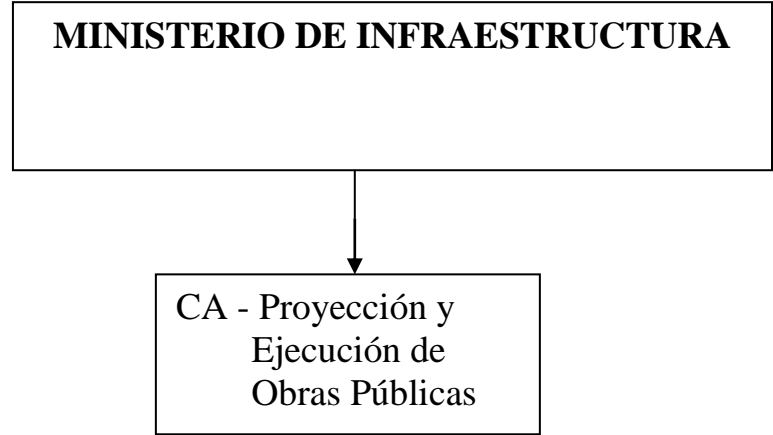 MINISTERIO DE INFRAESTRUCTURA
CA - Proyección y
Ejecución de
Obras Públicas